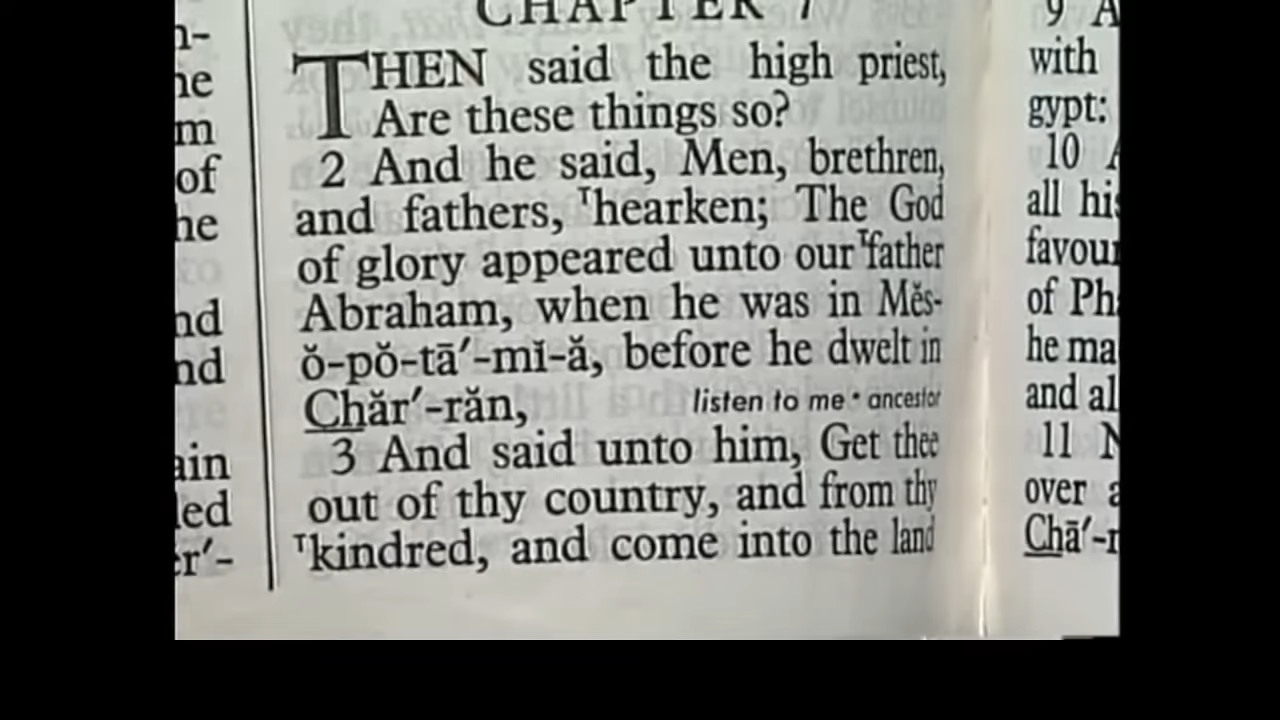 CHAPTER 7
THEN said the high priest,
Are these things so?
2 And he said, Men, brethren,
and fathers, ᵀhearken; The God
of glory appeared unto our ᵀfather
Abraham, when he was in Mĕs-
ŏ-pŏ-tā′-mĭ-ă, before he dwelt in
Chăr′-răn, listen to me • ancestor
3 And said unto him, Get thee
out of thy country, and from thy
ᵀkindred, and come into the land
of
9
with
gypt:
10
all his
favour
of
he
and
11
over